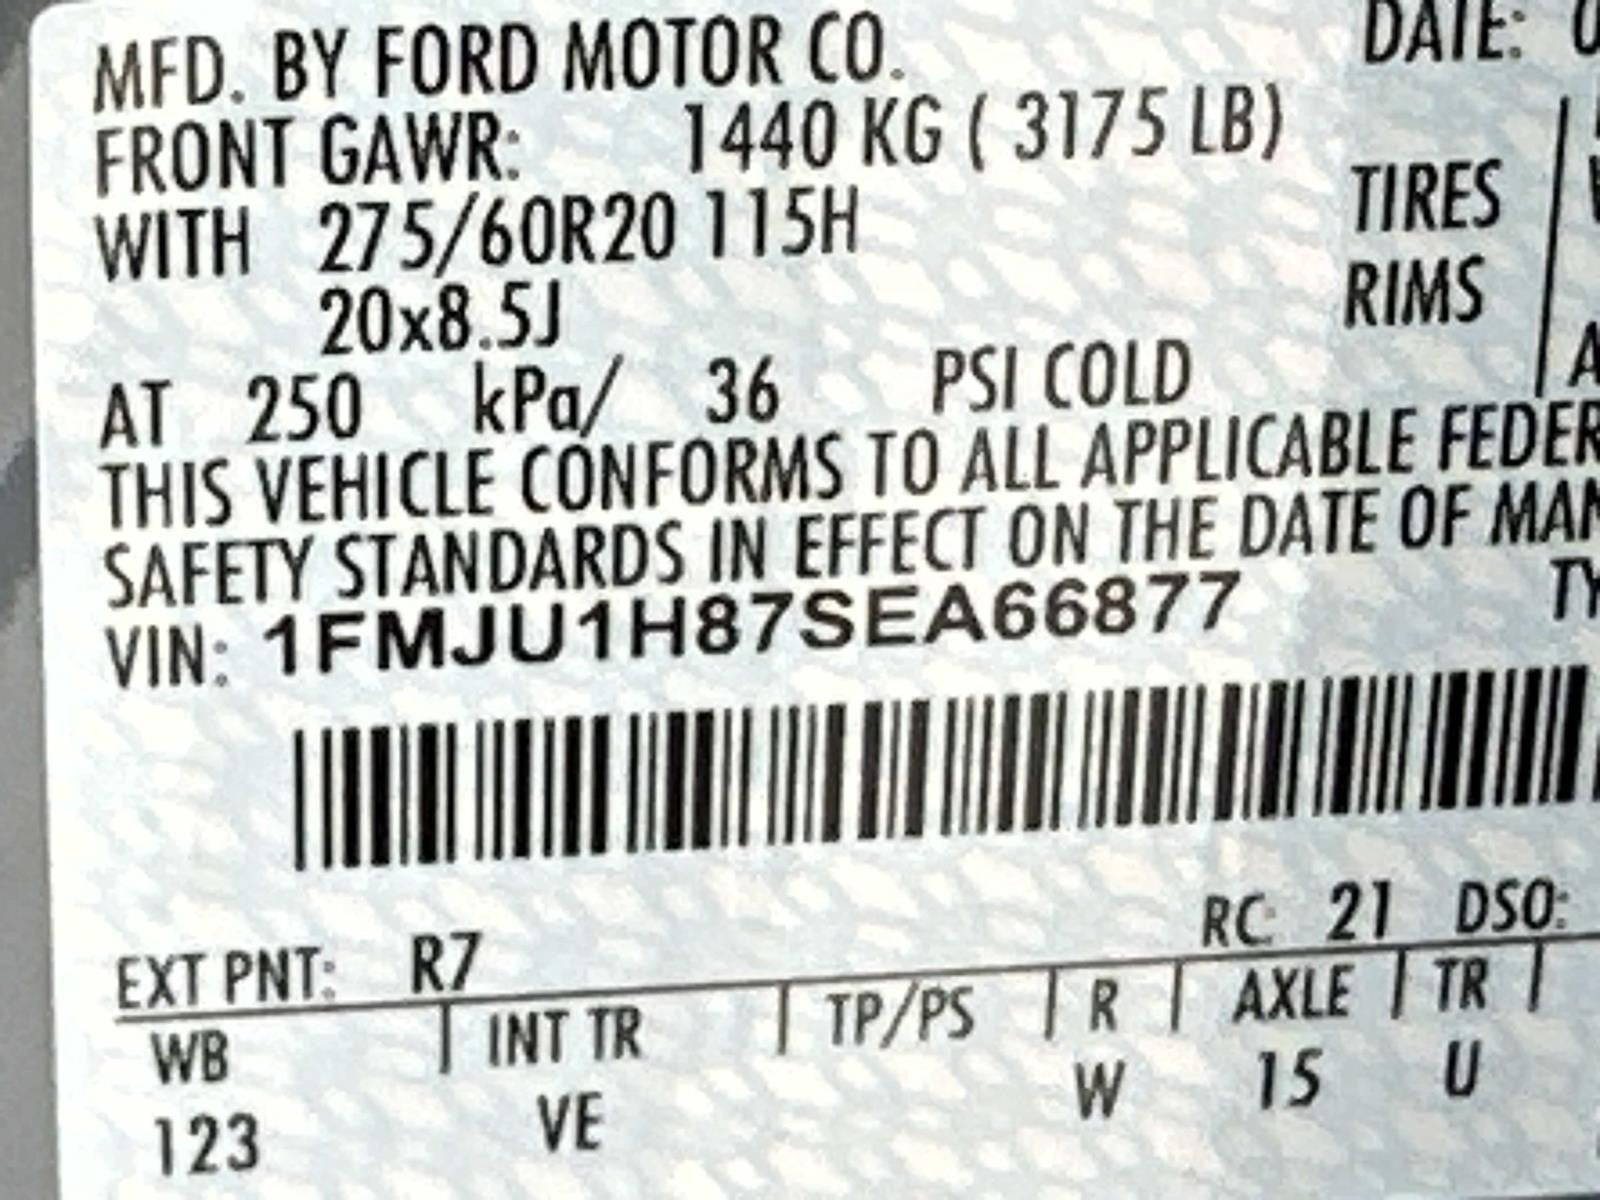 MFD. BY FORD MOTOR CO. DATE: 0
FRONT GAWR: 1440 KG ( 3175 LB)
WITH 275/60R20 115H TIRES
20x8.5J RIMS
AT 250 kPa/ 36 PSI COLD A
THIS VEHICLE CONFORMS TO ALL APPLICABLE FEDER
SAFETY STANDARDS IN EFFECT ON THE DATE OF MAN
VIN: 1FMJU1H87SEA66877 TY
RC: 21 DSO:
EXT PNT: R7
WB | INT TR | TP/PS | R | AXLE | TR |
123 VE W 15 U